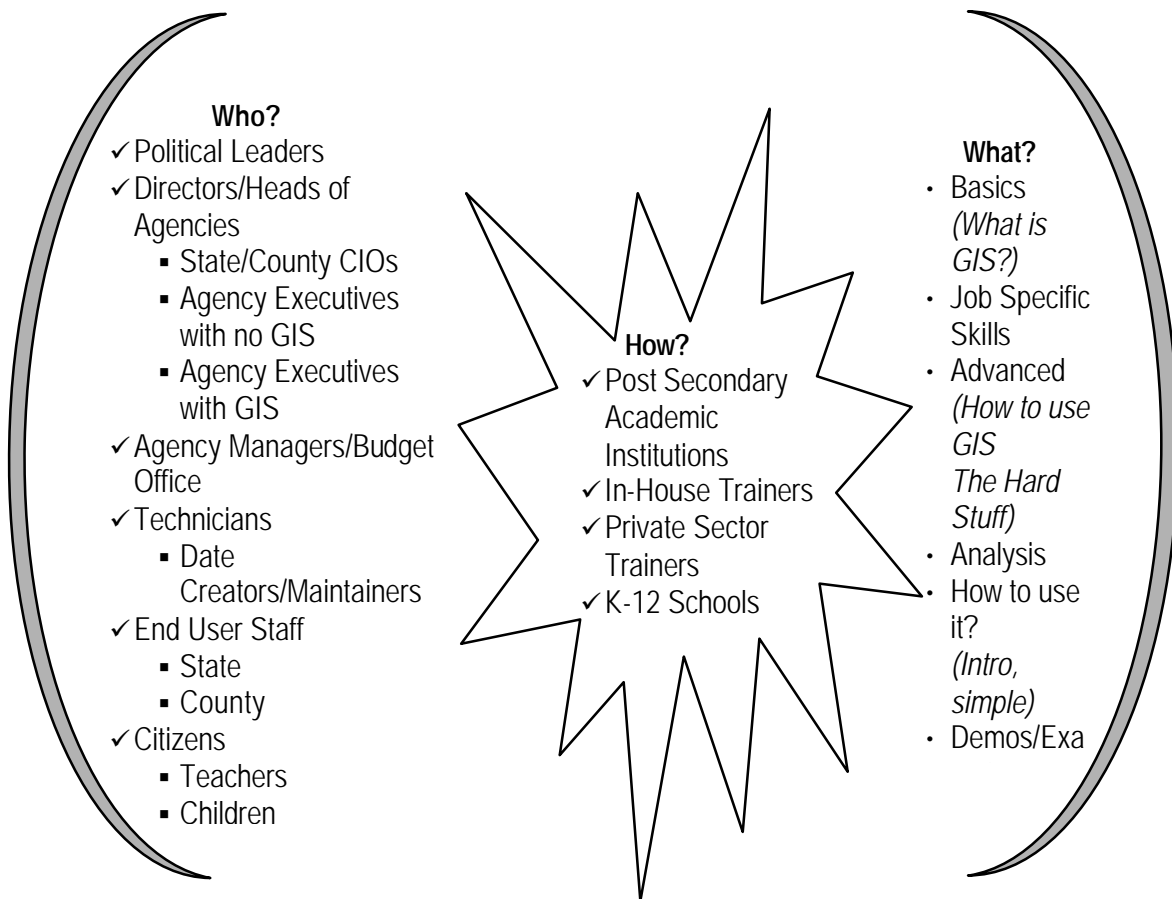 Who?
✓ Political Leaders
✓ Directors/Heads of
Agencies
▪ State/County CIOs
▪ Agency Executives
with no GIS
▪ Agency Executives
with GIS
✓ Agency Managers/Budget
Office
✓ Technicians
▪ Date
Creators/Maintainers
✓ End User Staff
▪ State
▪ County
✓ Citizens
▪ Teachers
▪ Children
How?
✓ Post Secondary
Academic
Institutions
✓ In-House Trainers
✓ Private Sector
Trainers
✓ K-12 Schools
What?
• Basics
(What is
GIS?)
• Job Specific
Skills
• Advanced
(How to use
GIS
The Hard
Stuff)
• Analysis
• How to use
it?
(Intro,
simple)
• Demos/Exa